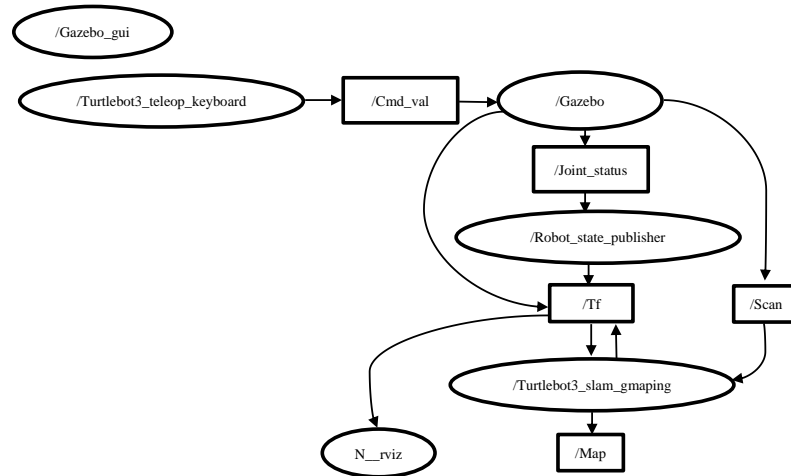 /Gazebo_gui
/Turtlebot3_teleop_keyboard
/Cmd_val
/Gazebo
/Joint_status
/Robot_state_publisher
/Tf
/Scan
/Turtlebot3_slam_gmaping
N__rviz
/Map